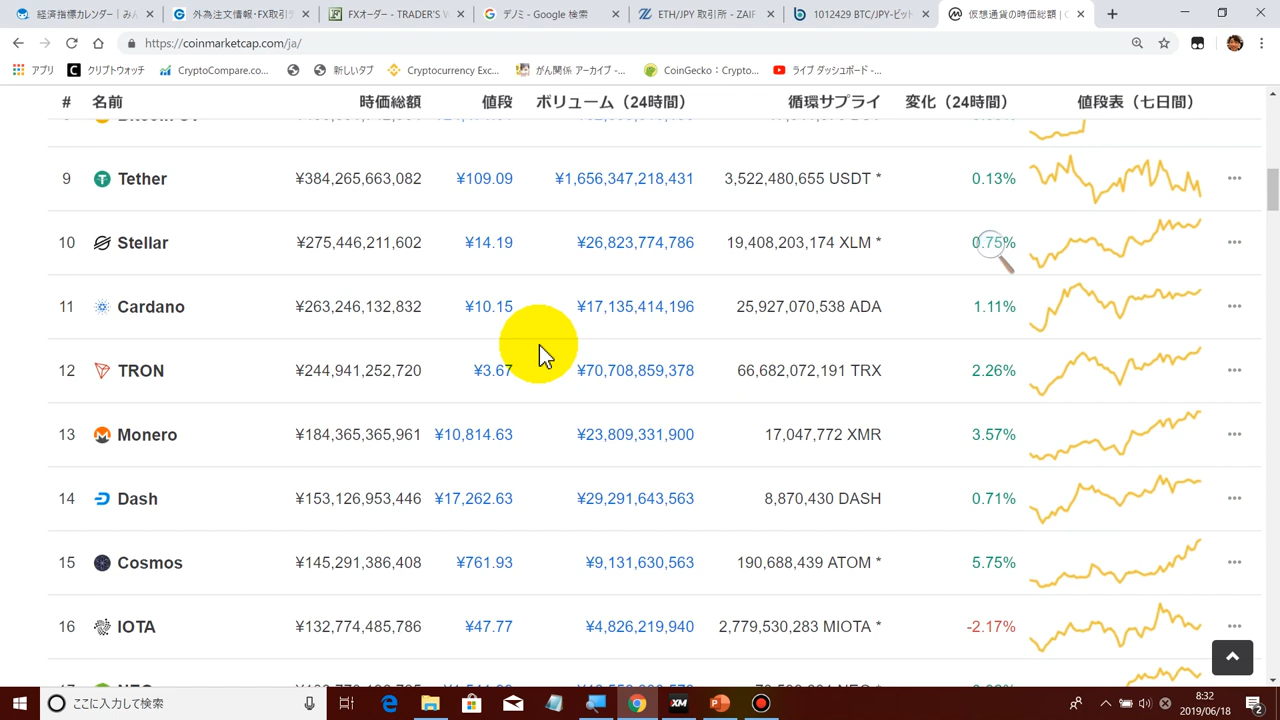 経済指標カレンダー | みん
外為注文情報･FX取引デ
FXオーダー - TRADER'S W
デノミ - Google 検索
ETH/JPY 取引所 - ZAIF
1012429 BTC/JPY-ビット
仮想通貨の時価総額 | C
https://coinmarketcap.com/ja/
アプリ
クリプトウォッチ
CryptoCompare.co...
新しいタブ
Cryptocurrency Exc...
がん関係 アーカイブ -...
CoinGecko：Crypto...
ライブ ダッシュボード -...
# 名前 時価総額 値段 ボリューム（24時間） 循環サプライ 変化（24時間） 値段表（七日間）
9 Tether ¥384,265,663,082 ¥109.09 ¥1,656,347,218,431 3,522,480,655 USDT * 0.13%
10 Stellar ¥275,446,211,602 ¥14.19 ¥26,823,774,786 19,408,203,174 XLM * 0.75%
11 Cardano ¥263,246,132,832 ¥10.15 ¥17,135,414,196 25,927,070,538 ADA 1.11%
12 TRON ¥244,941,252,720 ¥3.67 ¥70,708,859,378 66,682,072,191 TRX 2.26%
13 Monero ¥184,365,365,961 ¥10,814.63 ¥23,809,331,900 17,047,772 XMR 3.57%
14 Dash ¥153,126,953,446 ¥17,262.63 ¥29,291,643,563 8,870,430 DASH 0.71%
15 Cosmos ¥145,291,386,408 ¥761.93 ¥9,131,630,563 190,688,439 ATOM * 5.75%
16 IOTA ¥132,774,485,786 ¥47.77 ¥4,826,219,940 2,779,530,283 MIOTA * -2.17%
ここに入力して検索
XM
8:32
2019/06/18
2